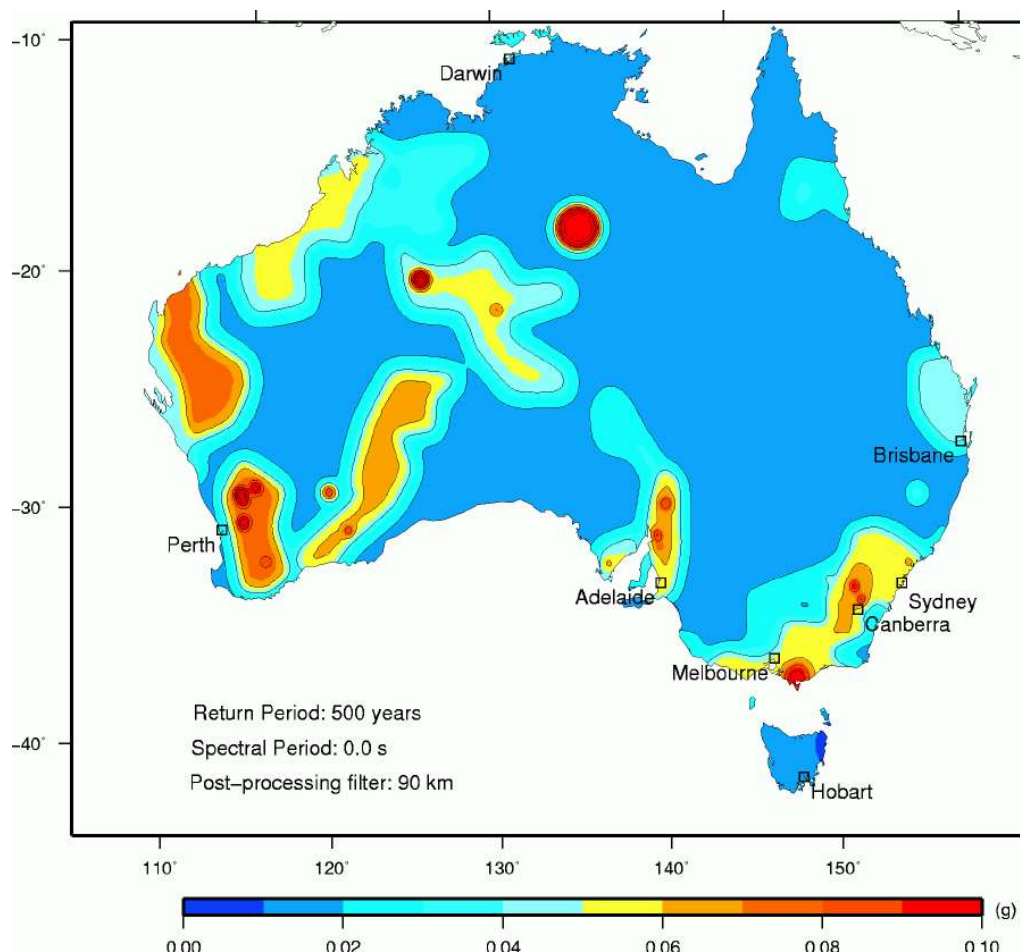 −10°
Darwin
−20°
Brisbane
−30°
Perth
Adelaide
Sydney
Canberra
Melbourne
Return Period: 500 years
Spectral Period: 0.0 s
−40°
Post−processing filter: 90 km
Hobart
110° 120° 130° 140° 150°
(g)
0.00 0.02 0.04 0.06 0.08 0.10